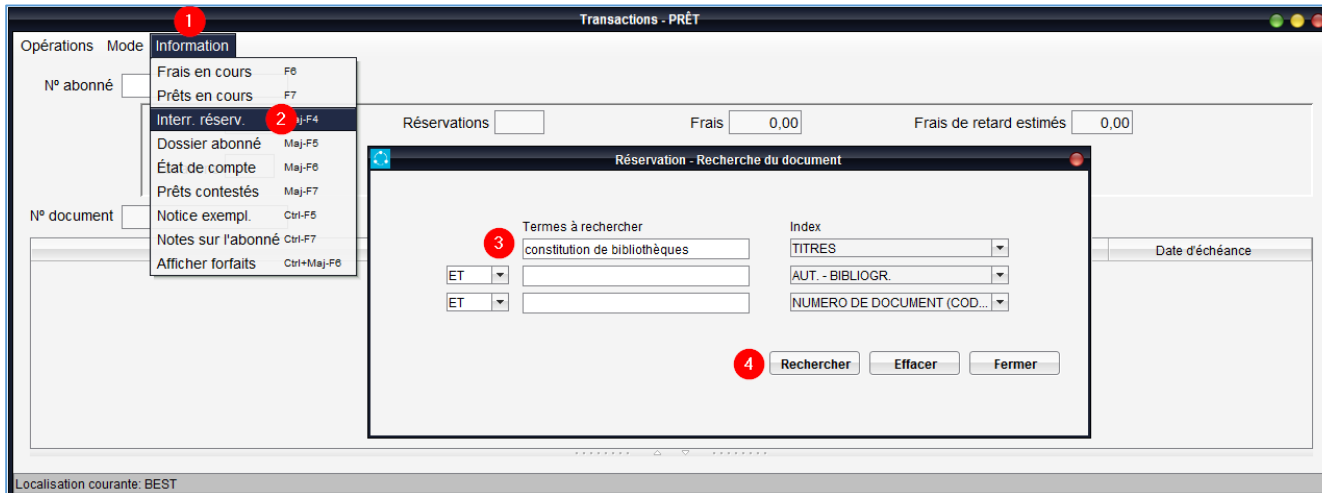 1
Transactions - PRÊT
Opérations Mode Information
Nº abonné
Frais en cours F6
Prêts en cours F7
Interr. réserv. 2 aj-F4
Dossier abonné Maj-F5
État de compte Maj-F6
Prêts contestés Maj-F7
Notice exempl. Ctrl-F5
Notes sur l'abonné Ctrl-F7
Afficher forfaits Ctrl+Maj-F6
Réservations Frais 0,00 Frais de retard estimés 0,00
Nº document
Date d'échéance
Réservation - Recherche du document
Termes à rechercher Index
3 constitution de bibliothèques TITRES
ET AUT. - BIBLIOGR.
ET NUMERO DE DOCUMENT (COD...
4 Rechercher Effacer Fermer
Localisation courante: BEST